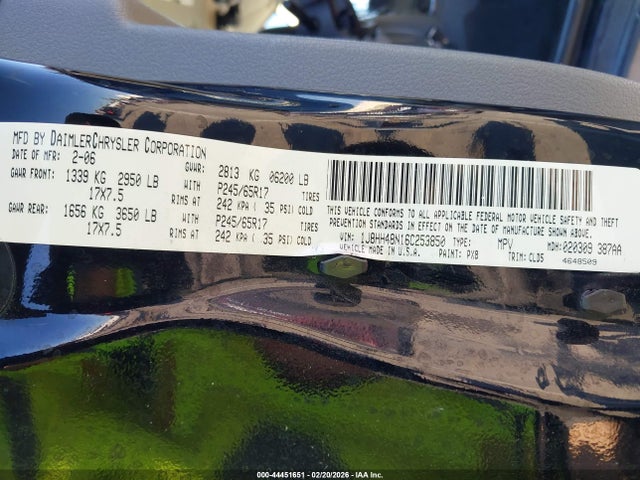 MFD BY DAIMLERCHRYSLER CORPORATION
DATE OF MFR: 2-06 GVWR: 2813 KG 06200 LB
GAWR FRONT: 1339 KG 2950 LB WITH P245/65R17 TIRES
17X7.5 RIMS AT 242 KPA ( 35 PSI) COLD
GAWR REAR: 1656 KG 3650 LB WITH P245/65R17 TIRES
17X7.5 RIMS AT 242 KPA ( 35 PSI) COLD
THIS VEHICLE CONFORMS TO ALL APPLICABLE FEDERAL MOTOR VEHICLE SAFETY, BUMPER, AND THEFT
PREVENTION STANDARDS IN EFFECT ON THE DATE OF MANUFACTURE SHOWN ABOVE.
VIN: 1J8HH48N16C253850 TYPE: MPV MDH: 020309 387AA
VEHICLE MADE IN U.S.A. PAINT: PX8 TRIM: CLD5 4648509
000-44451651 - 02/20/2026 - IAA Inc.